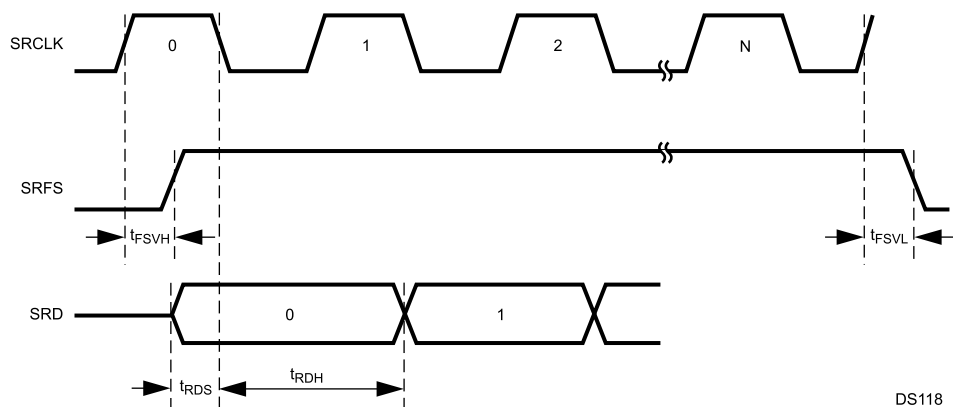 SRCLK 0 1 2 N
SRFS
tFSVH tFSVL
SRD 0 1
tRDS tRDH
DS118